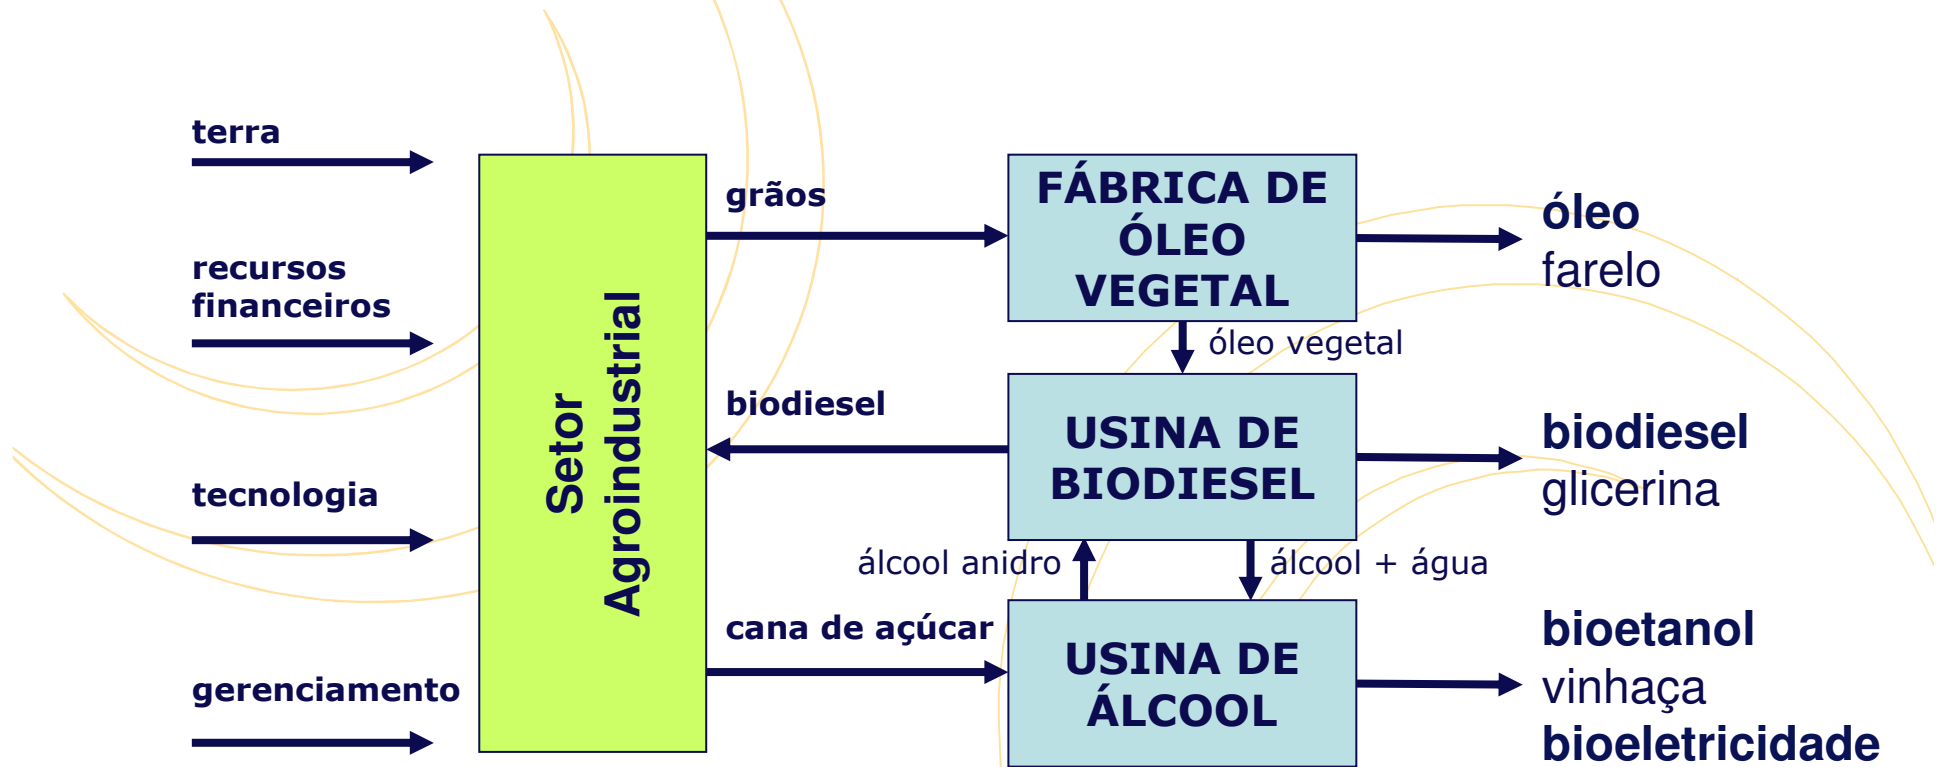 terra
recursos
financeiros
tecnologia
gerenciamento
Setor
Agroindustrial
grãos
biodiesel
cana de açúcar
FÁBRICA DE
ÓLEO
VEGETAL
óleo vegetal
USINA DE
BIODIESEL
álcool anidro
álcool + água
USINA DE
ÁLCOOL
óleo
farelo
biodiesel
glicerina
bioetanol
vinhaça
bioeletricidade